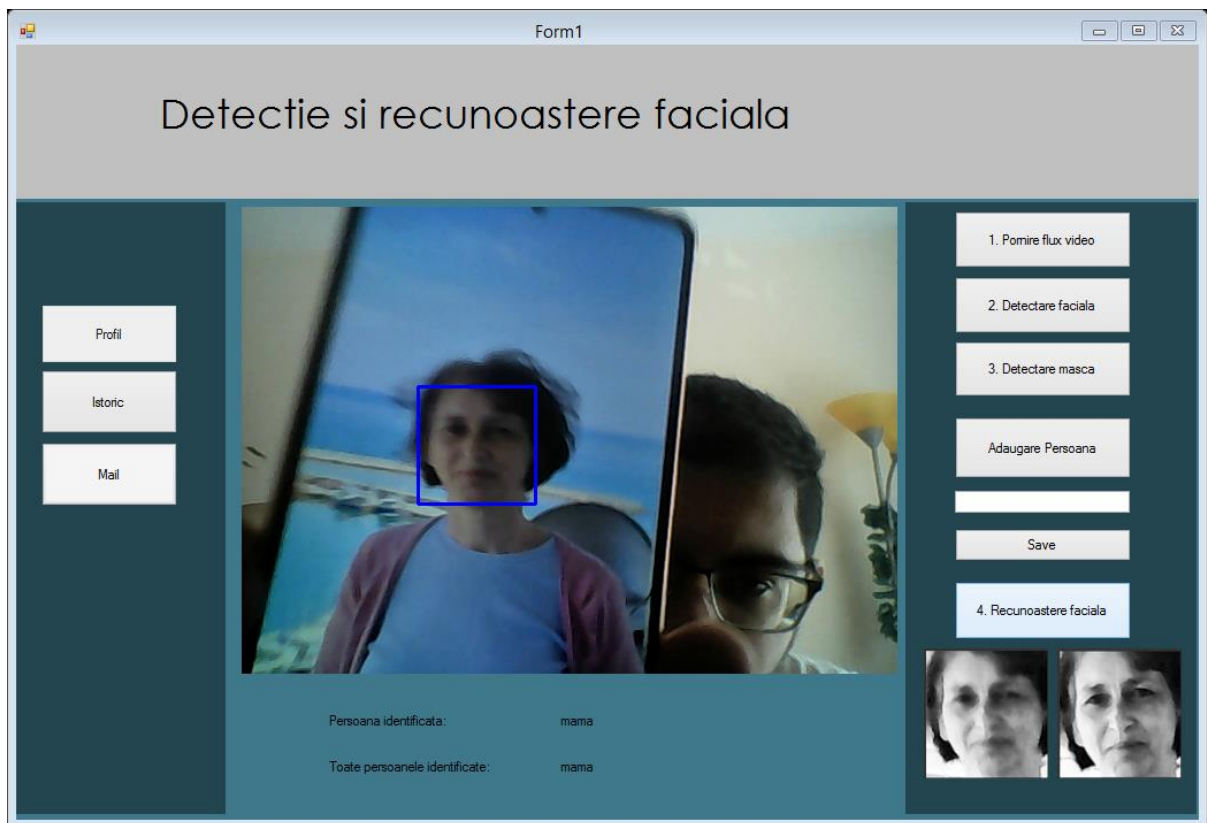 Form1
Detectie si recunoastere faciala
Profil
Istoric
Mail
1. Pornire flux video
2. Detectare faciala
3. Detectare masca
Adaugare Persoana
Save
4. Recunoastere faciala
Persoana identificata: mama
Toate persoanele identificate: mama